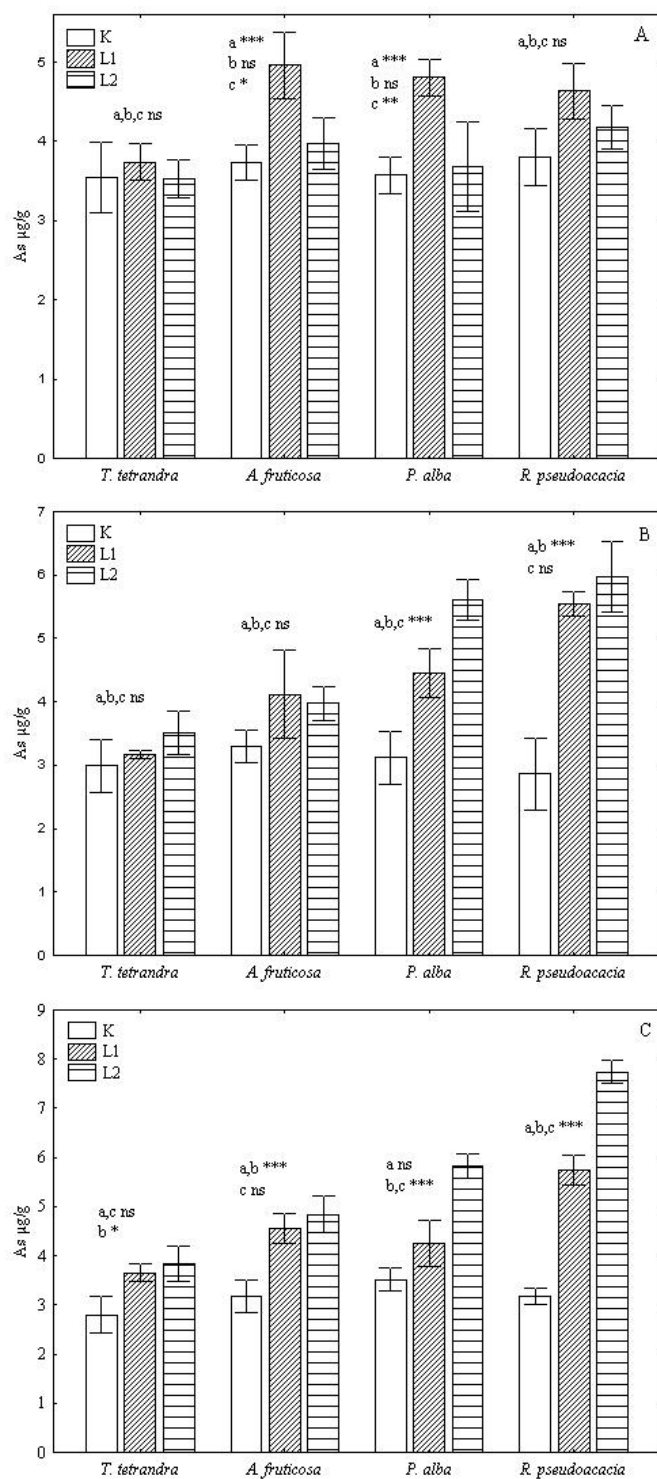 A
K
L1
L2
a ***
b ns
c *
a ***
b ns
c **
a,b,c ns
a,b,c ns
5
4
3
2
1
0
As µg/g
T. tetrandra A. fruticosa P. alba R. pseudoacacia
B
K
L1
L2
a,b ***
c ns
a,b,c ns
a,b,c ***
a,b,c ns
7
6
5
4
3
2
1
0
As µg/g
T. tetrandra A. fruticosa P. alba R. pseudoacacia
C
K
L1
L2
a,b,c ***
a,b ***
c ns
a ns
b,c ***
a,c ns
b *
9
8
7
6
5
4
3
2
1
0
As µg/g
T. tetrandra A. fruticosa P. alba R. pseudoacacia